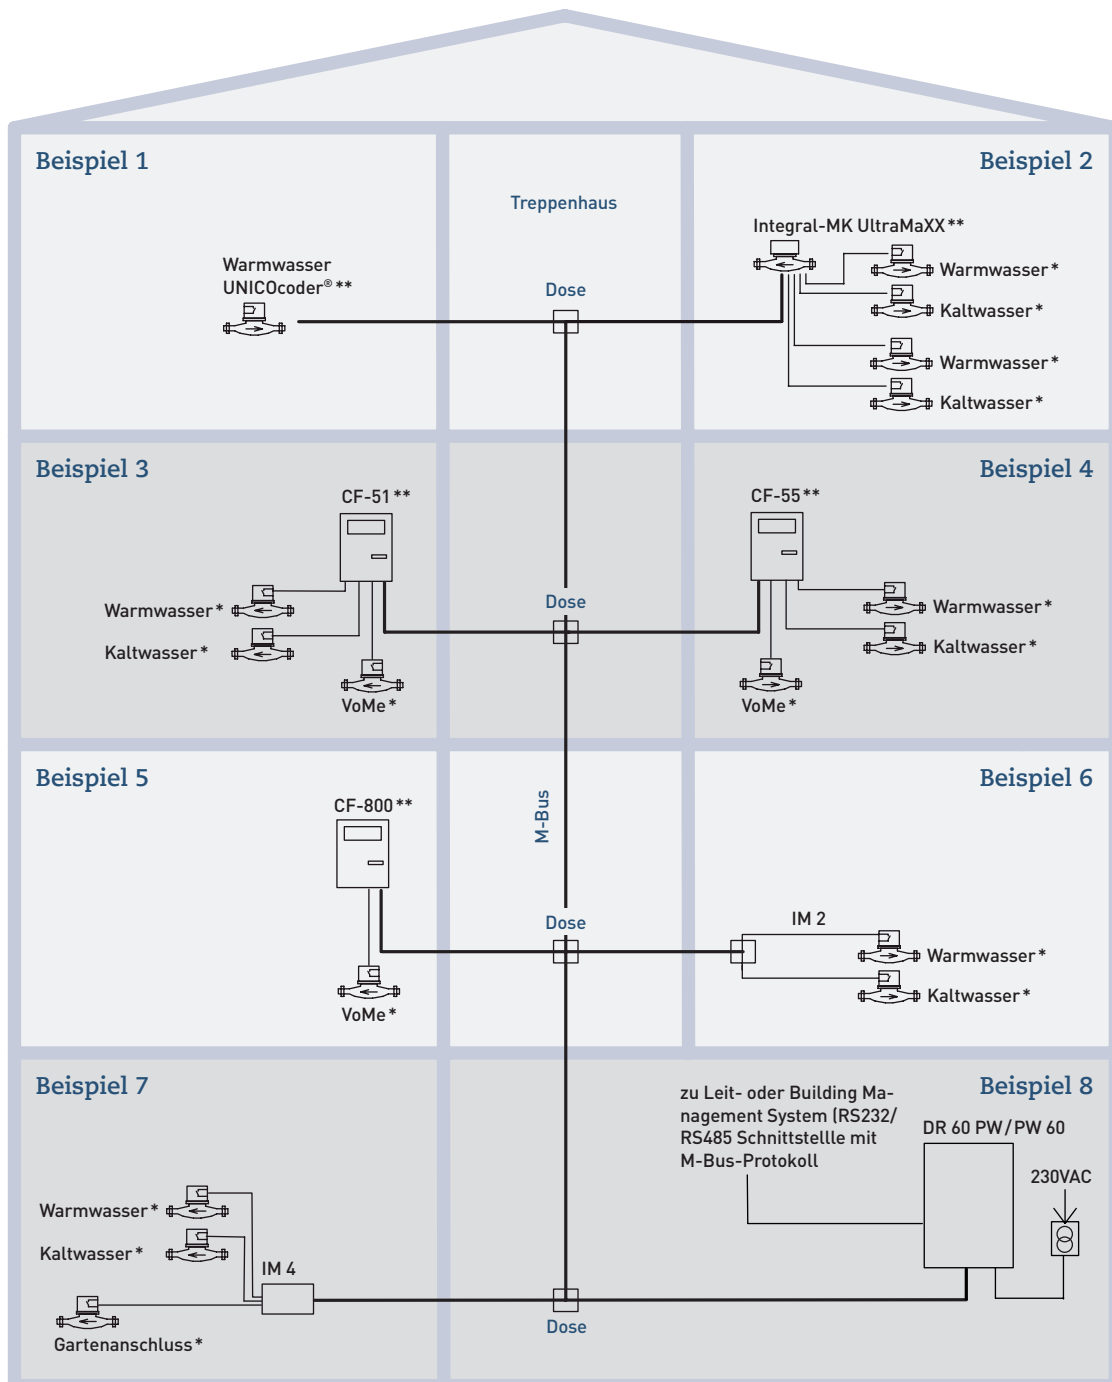 Beispiel 1
Beispiel 2
Treppenhaus
Integral-MK UltraMaXX**
Warmwasser
UNICOcoder®**
Dose
Warmwasser*
Kaltwasser*
Warmwasser*
Kaltwasser*
Beispiel 3
Beispiel 4
CF-51**
CF-55**
Dose
Warmwasser*
Kaltwasser*
VoMe*
Warmwasser*
Kaltwasser*
VoMe*
Beispiel 5
Beispiel 6
CF-800**
M-Bus
Dose
IM 2
VoMe*
Warmwasser*
Kaltwasser*
Beispiel 7
Beispiel 8
zu Leit- oder Building Ma-
nagement System (RS232/
RS485 Schnittstellle mit
M-Bus-Protokoll
DR 60 PW/PW 60
230VAC
Warmwasser*
Kaltwasser*
IM 4
Gartenanschluss*
Dose